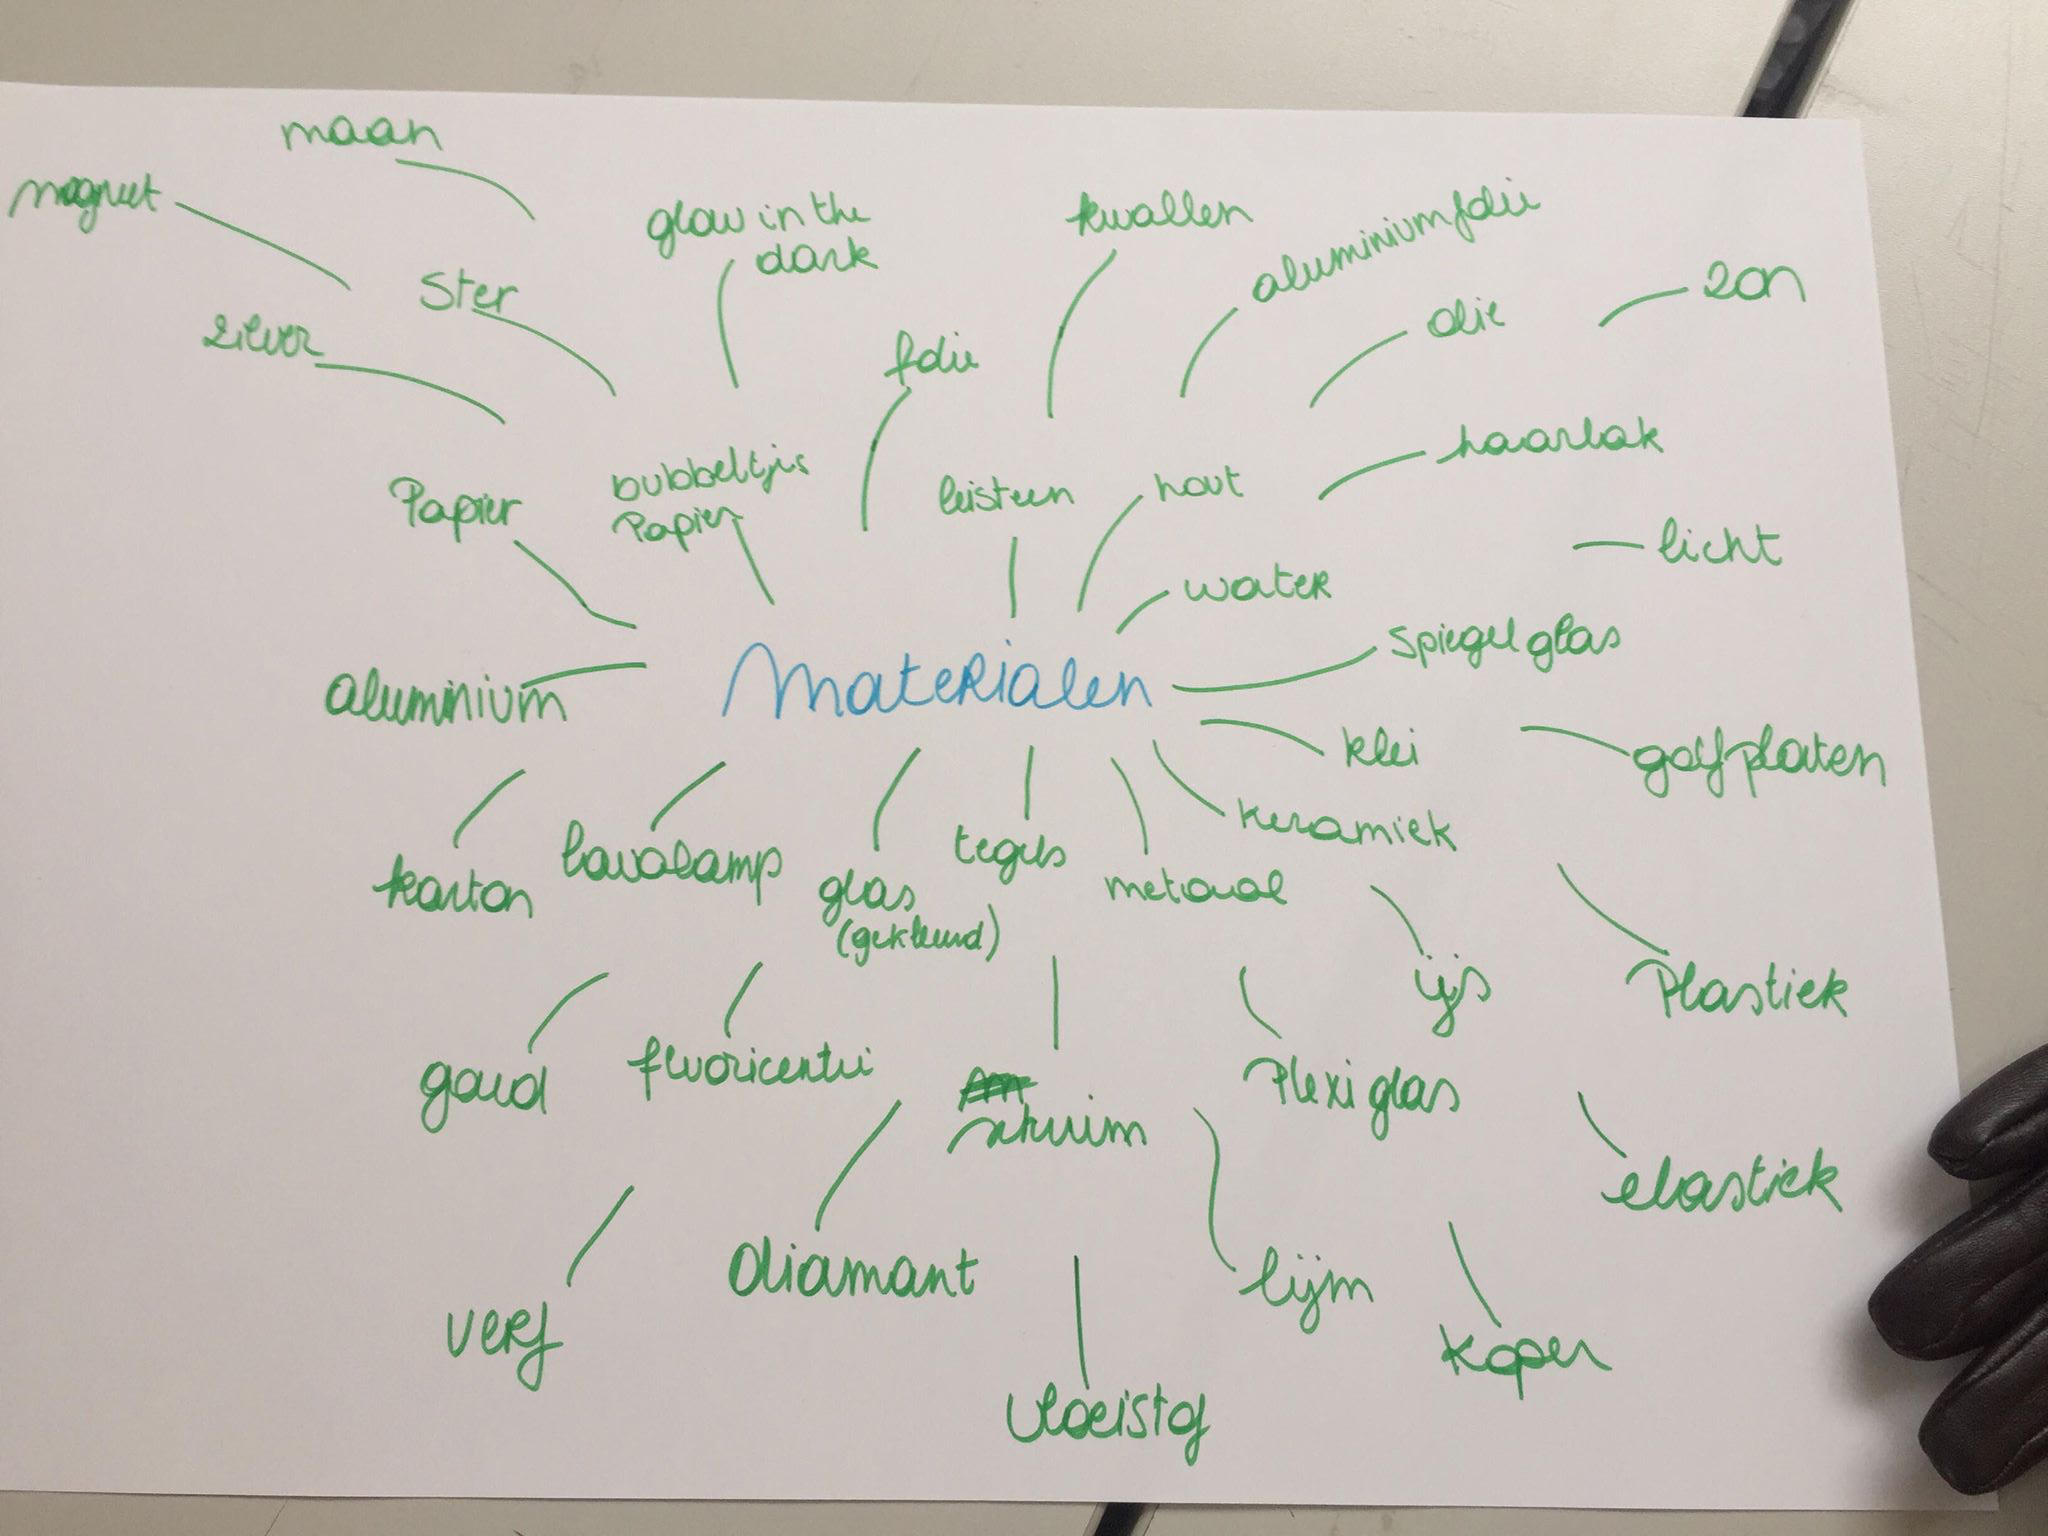 maan
magneet
Ster
zilver
glow in the
dark
kwallen
aluminiumfolie
zon
olie
folie
haarlak
Papier
bubbeltjes
Papier
leisteen
hout
licht
water
spiegelglas
aluminium
Materialen
klei
golfplaten
karton
lavalamp
glas
(gekleurd)
tegels
metaal
keramiek
ijs
Plastiek
goud
fluoricentie
schuim
Plexiglas
elastiek
verf
diamant
lijm
koper
vloeistof